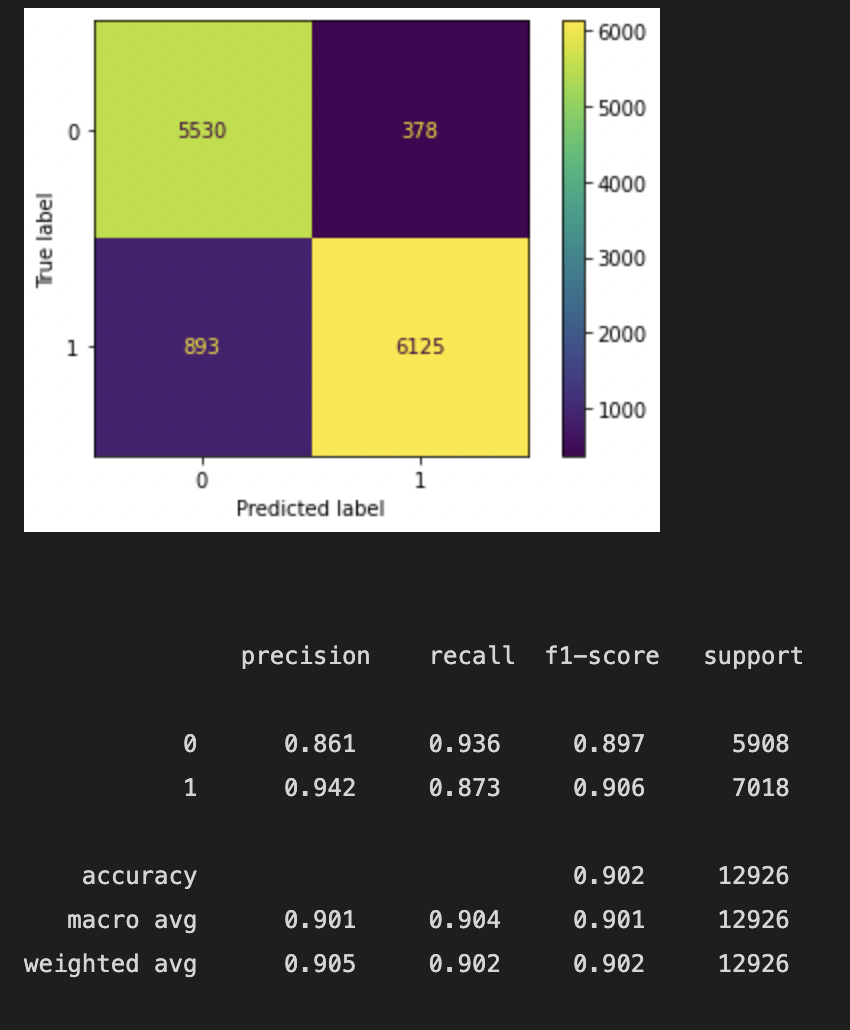 6000
5530 378
0
5000
4000
True label
3000
893 6125
1
2000
1000
0 1
Predicted label
precision recall f1-score support
0 0.861 0.936 0.897 5908
1 0.942 0.873 0.906 7018
accuracy 0.902 12926
macro avg 0.901 0.904 0.901 12926
weighted avg 0.905 0.902 0.902 12926